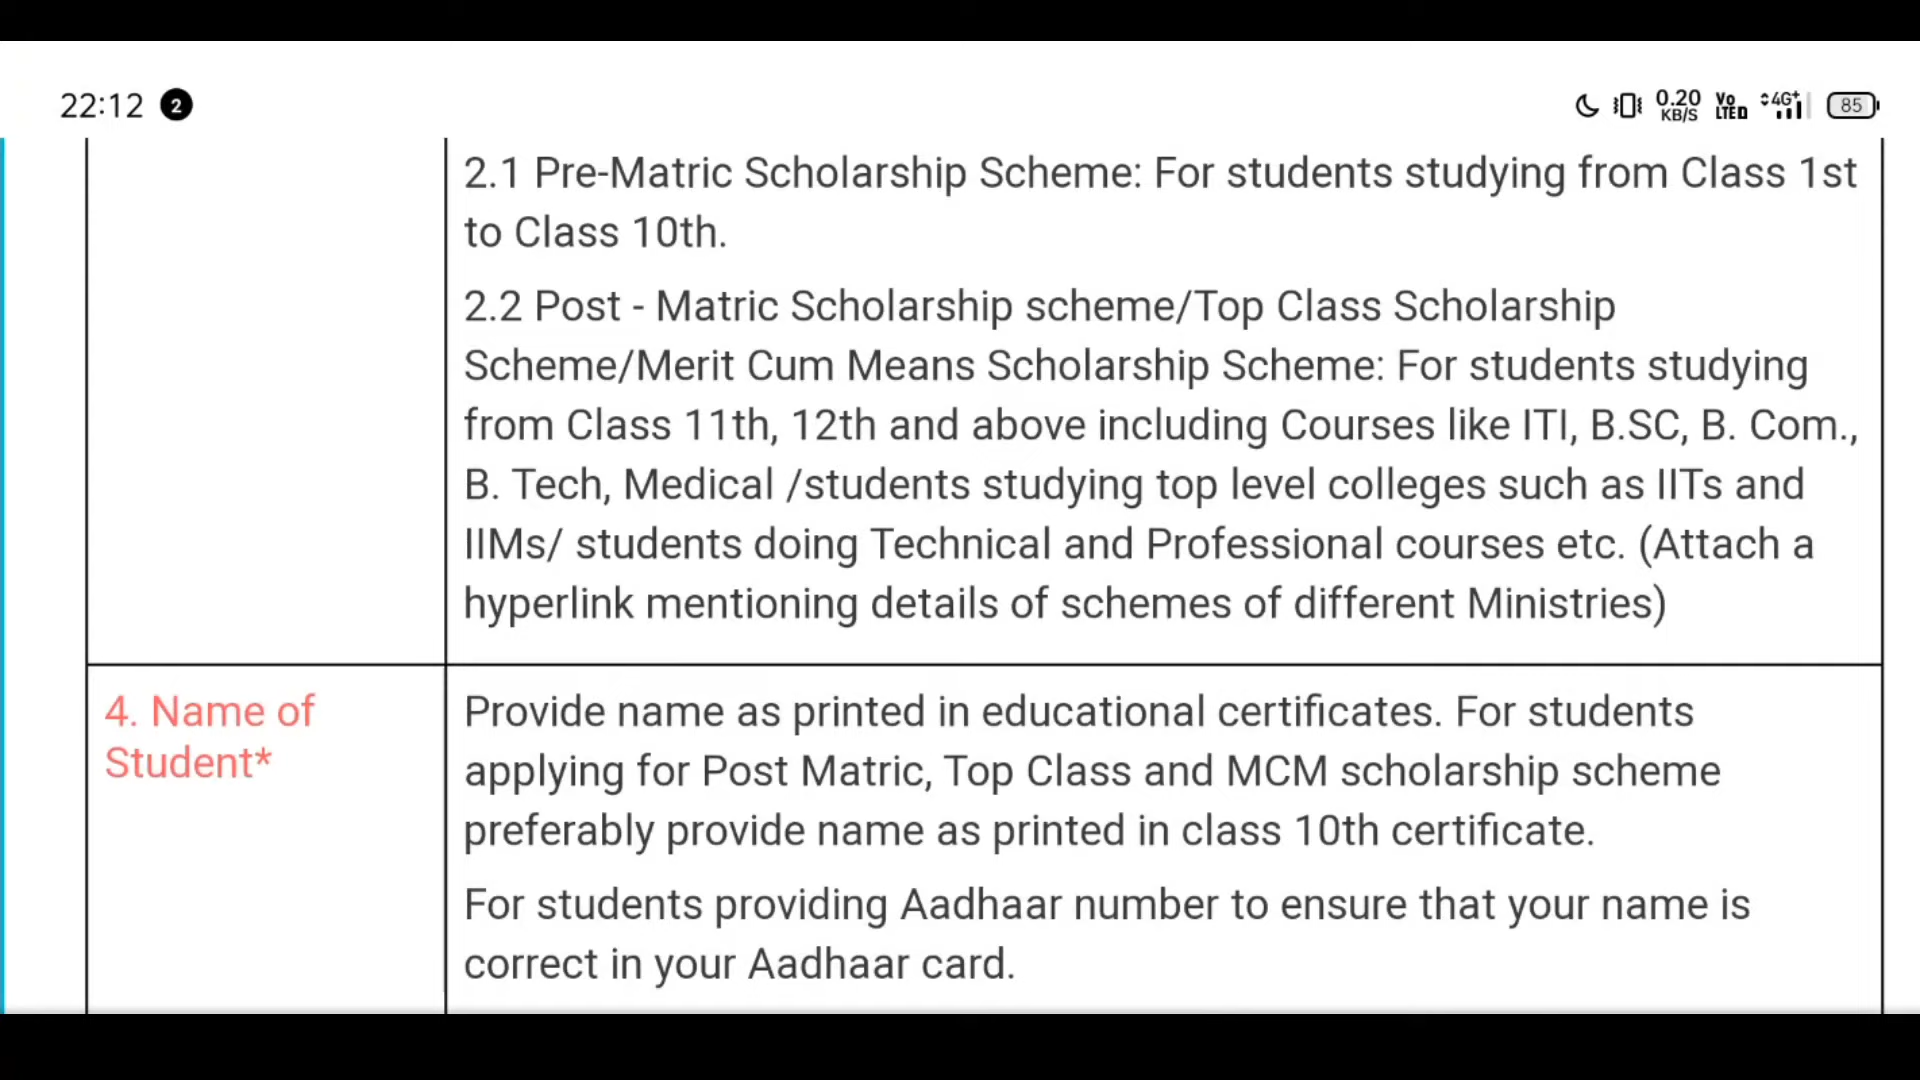 22:12 2
0.20 KB/S Vo LTE 4G+ 85
2.1 Pre-Matric Scholarship Scheme: For students studying from Class 1st
to Class 10th.
2.2 Post - Matric Scholarship scheme/Top Class Scholarship
Scheme/Merit Cum Means Scholarship Scheme: For students studying
from Class 11th, 12th and above including Courses like ITI, B.SC, B. Com.,
B. Tech, Medical /students studying top level colleges such as IITs and
IIMs/ students doing Technical and Professional courses etc. (Attach a
hyperlink mentioning details of schemes of different Ministries)
4. Name of
Student*
Provide name as printed in educational certificates. For students
applying for Post Matric, Top Class and MCM scholarship scheme
preferably provide name as printed in class 10th certificate.
For students providing Aadhaar number to ensure that your name is
correct in your Aadhaar card.